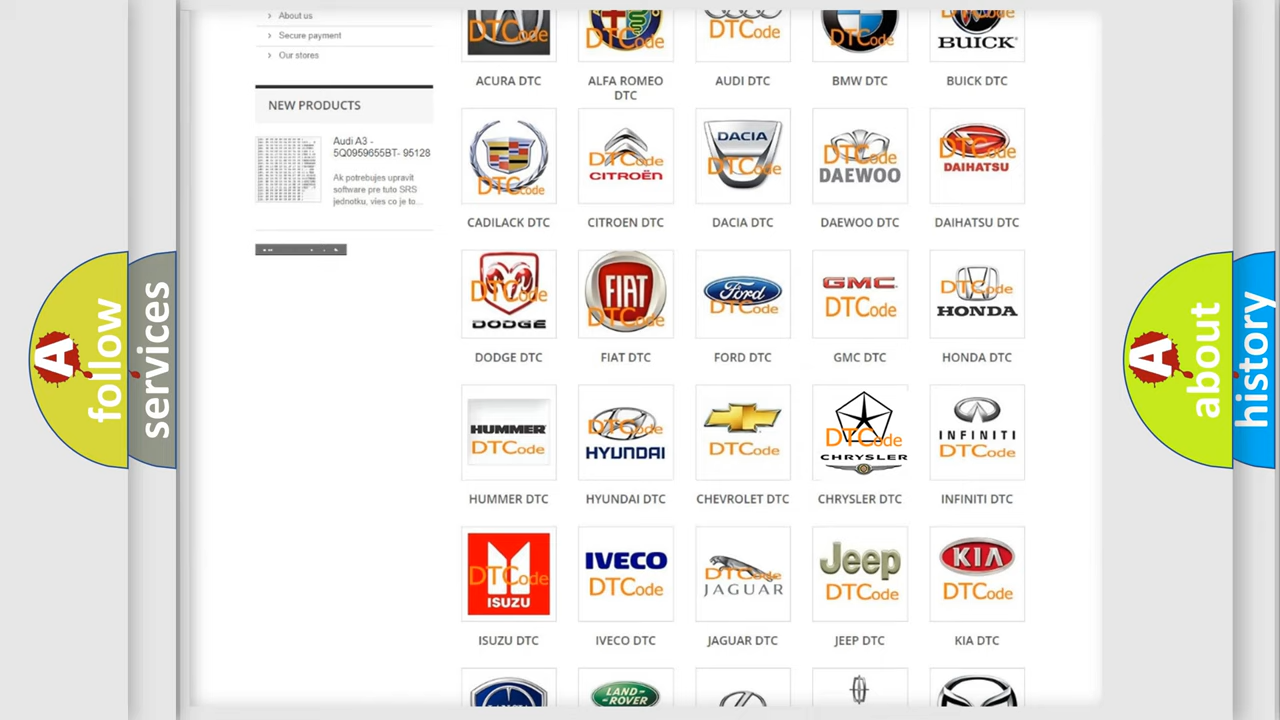 About us
Secure payment
Our stores
NEW PRODUCTS
Audi A3 -
5Q0959655BT- 95128
Ak potrebujes upravit
software pre tuto SRS
jednotku, vies co je to...
DTCode
DTCode
DTCode
DTCode
BUICK
ACURA DTC
ALFA ROMEO
DTC
AUDI DTC
BMW DTC
BUICK DTC
DTCode
DTCode
CITROËN
DACIA
DTCode
DTCode
DAEWOO
DTCode
DAIHATSU
CADILACK DTC
CITROEN DTC
DACIA DTC
DAEWOO DTC
DAIHATSU DTC
DTCode
DODGE
FIAT
DTCode
Ford
DTCode
GMC
DTCode
DTCode
HONDA
DODGE DTC
FIAT DTC
FORD DTC
GMC DTC
HONDA DTC
HUMMER
DTCode
DTCode
HYUNDAI
DTCode
DTCode
CHRYSLER
INFINITI
DTCode
HUMMER DTC
HYUNDAI DTC
CHEVROLET DTC
CHRYSLER DTC
INFINITI DTC
DTCode
ISUZU
IVECO
DTCode
DTCode
JAGUAR
Jeep
DTCode
KIA
DTCode
ISUZU DTC
IVECO DTC
JAGUAR DTC
JEEP DTC
KIA DTC
LAND-
ROVER
A
follow
services
A
about
history